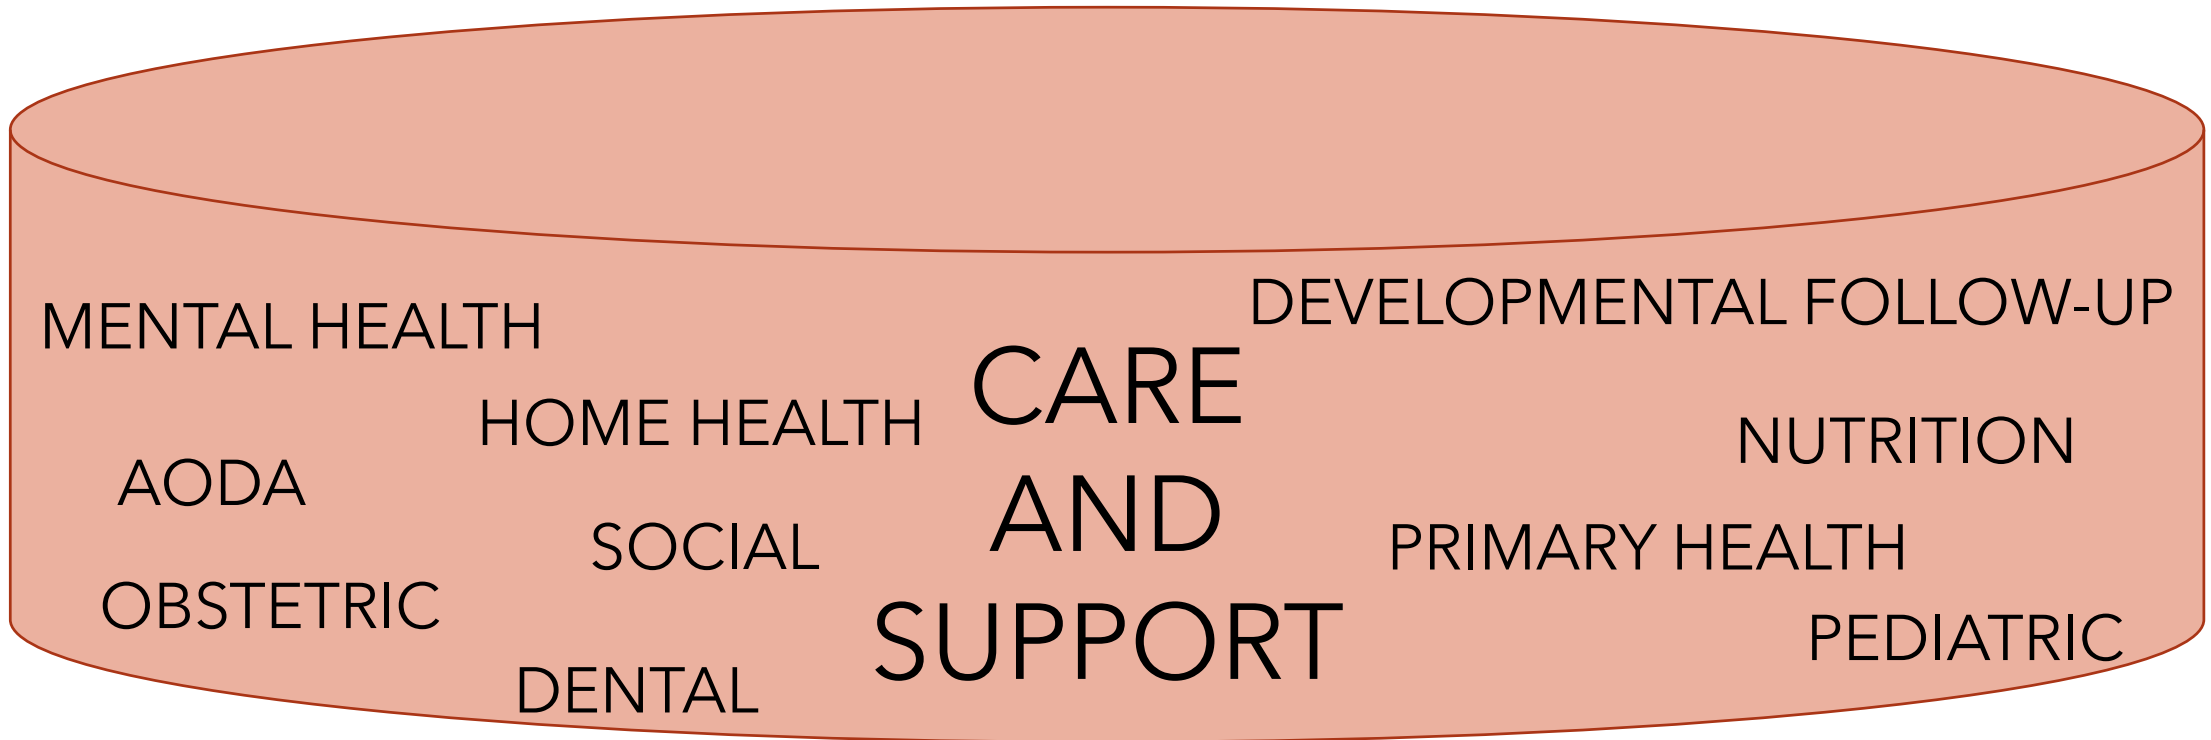 MENTAL HEALTH
DEVELOPMENTAL FOLLOW-UP
HOME HEALTH
CARE
AND
SUPPORT
NUTRITION
AODA
SOCIAL
PRIMARY HEALTH
OBSTETRIC
PEDIATRIC
DENTAL